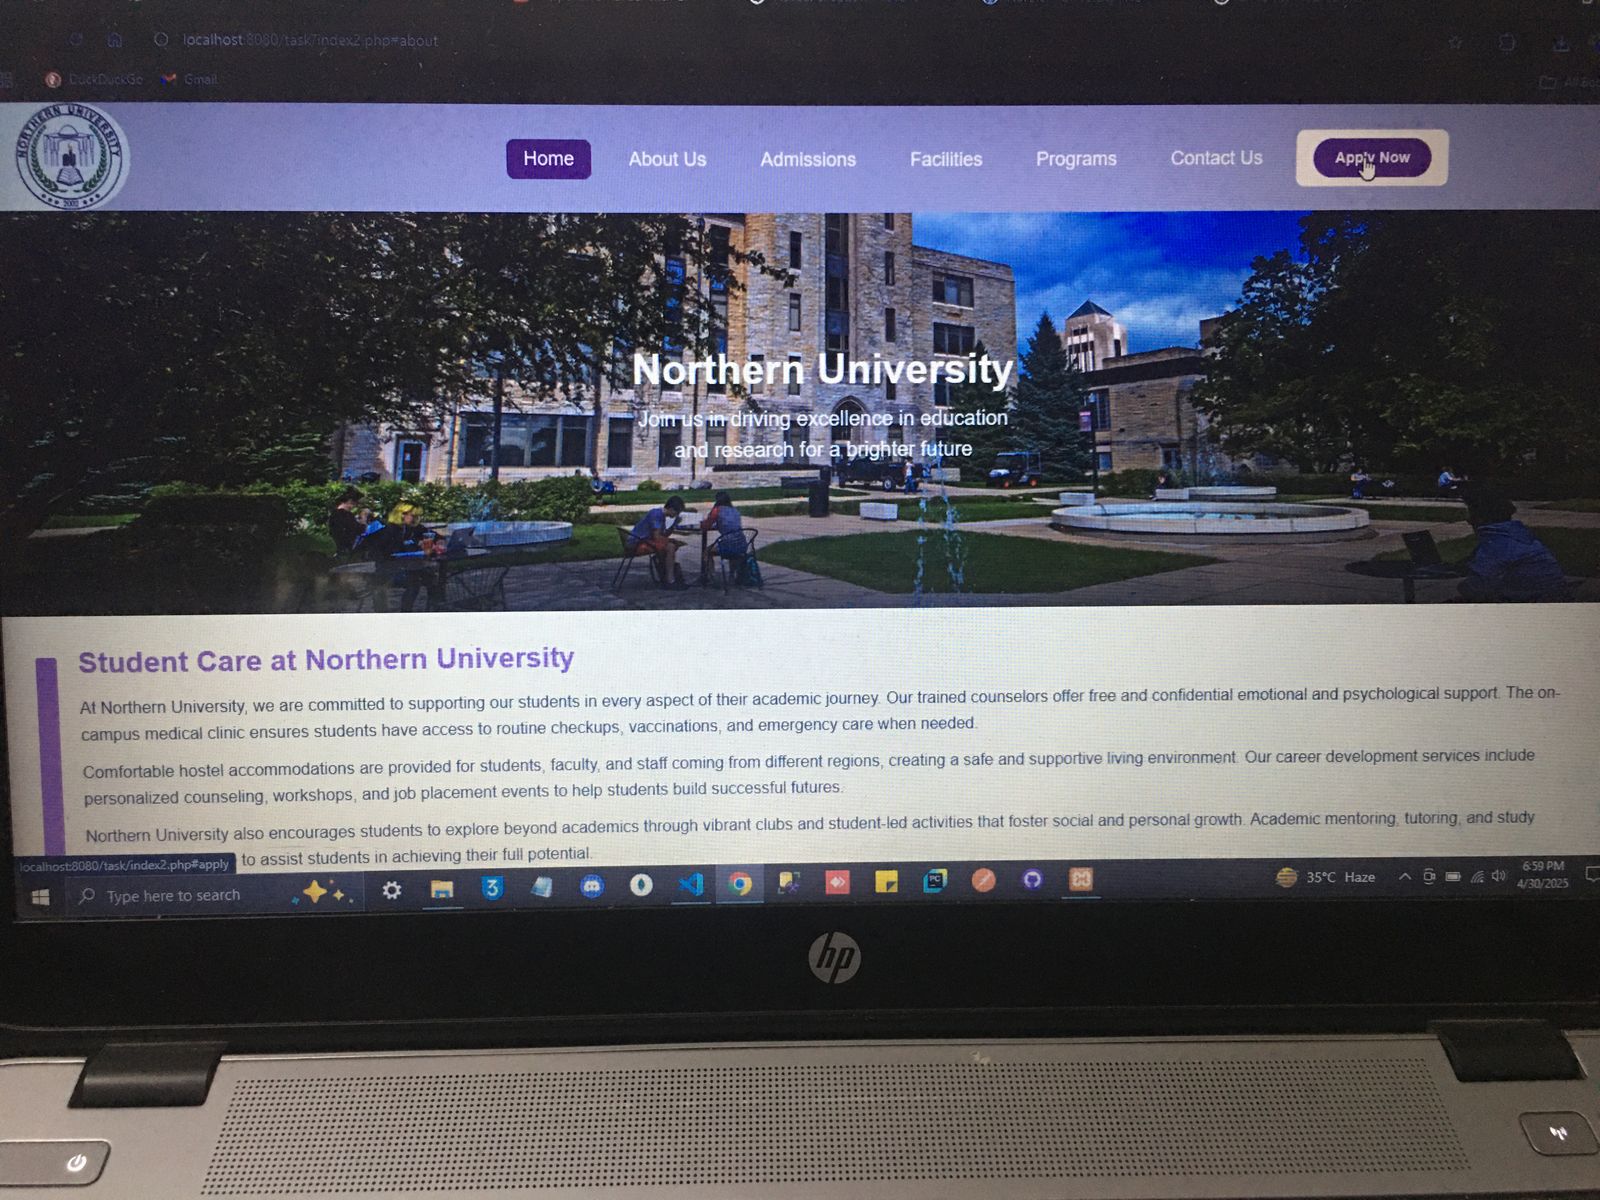 localhost:8080/task/index2.php#about
DuckDuckGo
Gmail
NORTHERN UNIVERSITY
2002
Home
About Us
Admissions
Facilities
Programs
Contact Us
Apply Now
Northern University
Join us in driving excellence in education
and research for a brighter future
Student Care at Northern University
At Northern University, we are committed to supporting our students in every aspect of their academic journey. Our trained counselors offer free and confidential emotional and psychological support. The on-
campus medical clinic ensures students have access to routine checkups, vaccinations, and emergency care when needed.
Comfortable hostel accommodations are provided for students, faculty, and staff coming from different regions, creating a safe and supportive living environment. Our career development services include
personalized counseling, workshops, and job placement events to help students build successful futures.
Northern University also encourages students to explore beyond academics through vibrant clubs and student-led activities that foster social and personal growth. Academic mentoring, tutoring, and study
to assist students in achieving their full potential.
localhost:8080/task/index2.php#apply
Type here to search
3
PC
35°C Haze
6:59 PM
4/30/2025
hp